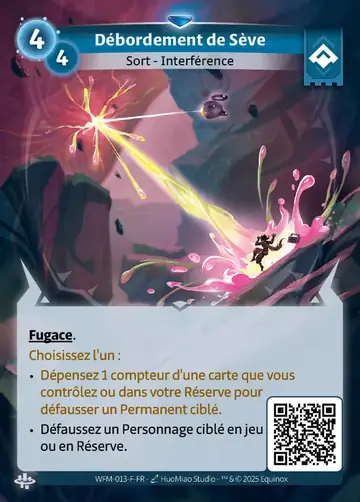 4
4
Débordement de Sève
Sort - Interférence
Fugace.
Choisissez l'un :
• Dépensez 1 compteur d'une carte que vous
contrôlez ou dans votre Réserve pour
défausser un Permanent ciblé.
• Défaussez un Personnage ciblé en jeu
ou en Réserve.
WFM-013-F-FR - HuoMiao Studio - ™ & © 2025 Equinox